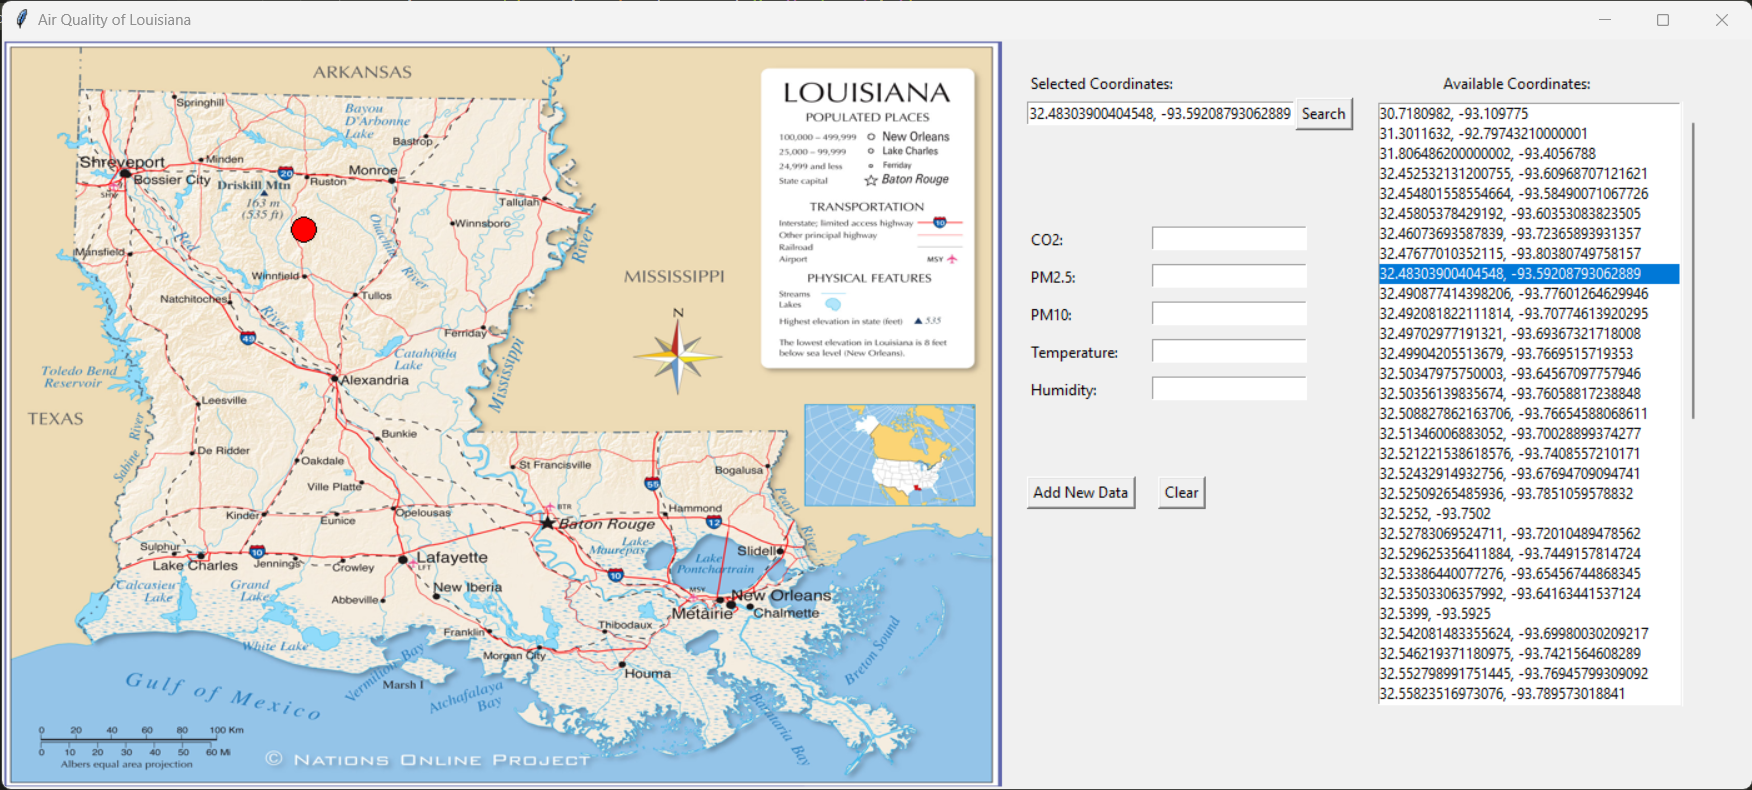 Air Quality of Louisiana
ARKANSAS
Springhill
Bayou
D'Arbonne
Lake
Bastrop
Shreveport
Minden
Bossier City
20
Ruston
Monroe
Driskill Mtn
163 m
(535 ft)
Tallulah
Winnsboro
Mansfield
Red
River
Ouachita
River
River
Winnfield
Natchitoches
Tullos
49
Ferriday
Catahoula
Lake
Mississippi
MISSISSIPPI
N
Toledo Bend
Reservoir
Alexandria
TEXAS
Leesville
Bunkie
De Ridder
Sabine River
Oakdale
St Francisville
Bogalusa
Ville Platte
55
Pearl
River
Kinder
Eunice
Opelousas
BTR
Baton Rouge
Hammond
12
Sulphur
10
Lake Charles
Jennings
Crowley
Lafayette
LFT
Lake
Maurepas
Lake
Pontchartrain
Slidell
10
Calcasieu
Lake
Grand
Lake
Abbeville
New Iberia
MSY
New Orleans
Metairie
Chalmette
White Lake
Franklin
Thibodaux
Morgan City
Houma
Vermilion Bay
Marsh I
Atchafalaya
Bay
Barataria Bay
Breton Sound
Gulf of Mexico
0 20 40 60 80 100 Km
0 10 20 30 40 50 60 Mi
Albers equal area projection
© NATIONS ONLINE PROJECT
LOUISIANA
POPULATED PLACES
100,000 – 499,999 New Orleans
25,000 – 99,999 Lake Charles
24,999 and less Ferriday
State capital Baton Rouge
TRANSPORTATION
Interstate; limited access highway 10
Other principal highway
Railroad
Airport MSY
PHYSICAL FEATURES
Streams
Lakes
Highest elevation in state (feet) 535
The lowest elevation in Louisiana is 8 feet
below sea level (New Orleans).
Selected Coordinates:
32.48303900404548, -93.59208793062889 Search
CO2:
PM2.5:
PM10:
Temperature:
Humidity:
Add New Data Clear
Available Coordinates:
30.7180982, -93.109775
31.3011632, -92.79743210000001
31.806486200000002, -93.4056788
32.452532131200755, -93.60968707121621
32.454801558554664, -93.58490071067726
32.45805378429192, -93.60353083823505
32.46073693587839, -93.72365893931357
32.47677010352115, -93.80380749758157
32.48303900404548, -93.59208793062889
32.490877414398206, -93.77601264629946
32.492081822111814, -93.70774613920295
32.49702977191321, -93.69367321718008
32.49904205513679, -93.7669515719353
32.50347975750003, -93.64567097757946
32.50356139835674, -93.76058817238848
32.508827862163706, -93.76654588068611
32.51346006883052, -93.70028899374277
32.521221538618576, -93.7408557210171
32.52432914932756, -93.67694709094741
32.52509265485936, -93.7851059578832
32.5252, -93.7502
32.52783069524711, -93.72010489478562
32.529625356411884, -93.7449157814724
32.53386440077276, -93.65456744868345
32.53503306357992, -93.64163441537124
32.5399, -93.5925
32.542081483355624, -93.69980030209217
32.546219371180975, -93.7421564608289
32.552798991751445, -93.76945799309092
32.55823516973076, -93.789573018841